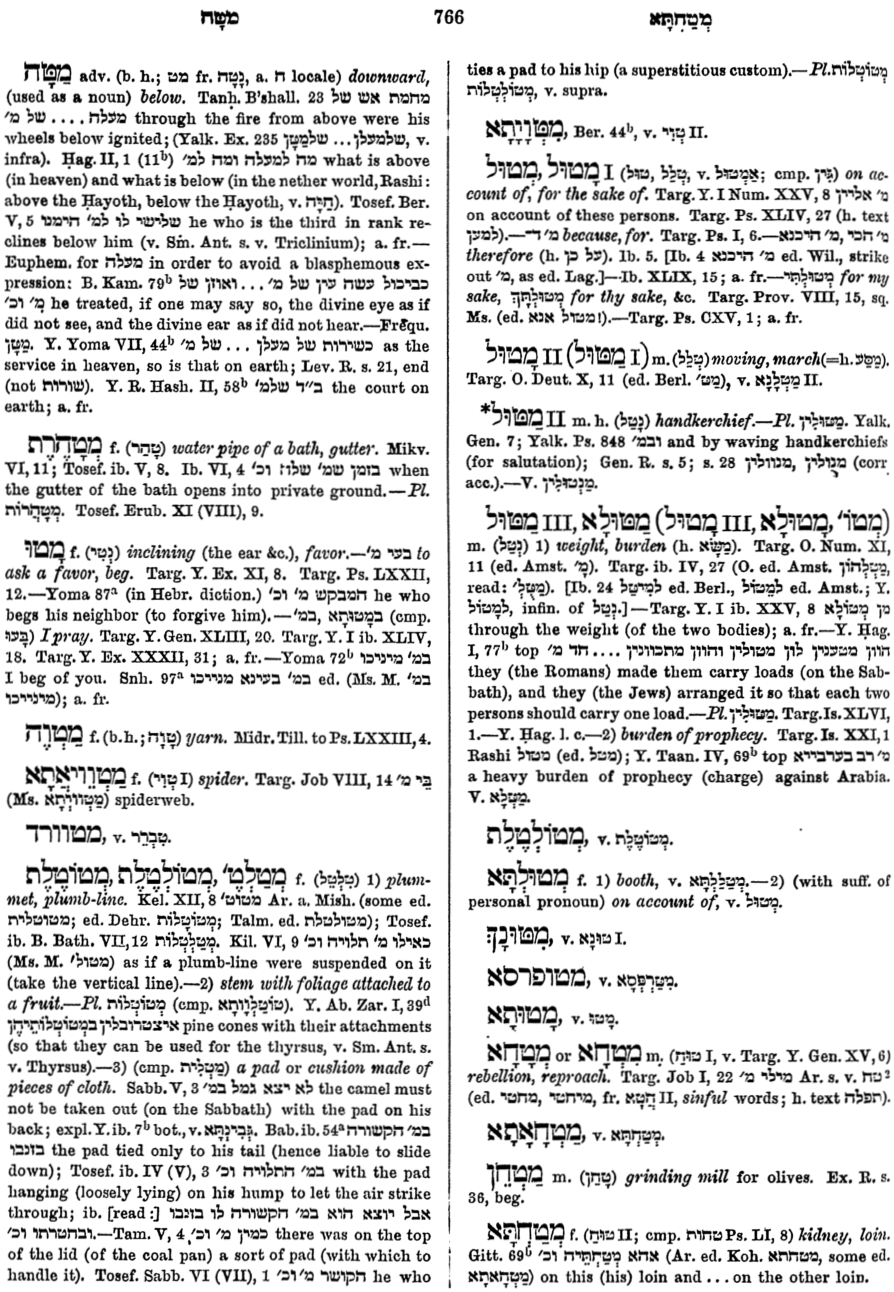 מטה
766
מְטַחְתָּא
מַטָּה adv. (b. h.; מט fr. נָטָה, a. ה locale) downward,
(used as a noun) below. Tanḥ. B'shall. 23 מחמת אש של
מעלה .... של מ׳ through the fire from above were his
wheels below ignited; (Yalk. Ex. 235 שלמעלן ... שלמַטָּן, v.
infra). Ḥag. II, 1 (11ᵇ) מה למעלה ומה למ׳ what is above
(in heaven) and what is below (in the nether world, Rashi:
above the Ḥayoth, below the Ḥayoth, v. חַיָּה). Tosef. Ber.
V, 5 שלישי לו למ׳ הימנו he who is the third in rank re-
clines below him (v. Sm. Ant. s. v. Triclinium); a. fr.—
Euphem. for מעלה in order to avoid a blasphemous ex-
pression: B. Kam. 79ᵇ כביכול עשה עין של מ׳ ... ואוזן של
מ׳ וכ׳ he treated, if one may say so, the divine eye as if
did not see, and the divine ear as if did not hear.—Frĕqu.
מַטָּן. Y. Yoma VII, 44ᵇ כשירות של מעלן ... של מ׳ as the
service in heaven, so is that on earth; Lev. R. s. 21, end
(not שורות). Y. R. Hash. II, 58ᵇ ב״ד שלמ׳ the court on
earth; a. fr.
מְטָהֹרֶת f. (טָהַר) water pipe of a bath, gutter. Mikv.
VI, 11; Tosef. ib. V, 8. Ib. VI, 4 בזמן שמ׳ שלו וכ׳ when
the gutter of the bath opens into private ground.—Pl.
מְטָהֲרוֹת. Tosef. Erub. XI (VIII), 9.
מָטוּ f. (נְטֵי) inclining (the ear &c.), favor.—בעי מ׳ to
ask a favor, beg. Targ. Y. Ex. XI, 8. Targ. Ps. LXXII,
12.—Yoma 87ᵃ (in Hebr. diction.) המבקש מ׳ וכ׳ he who
begs his neighbor (to forgive him).—במ׳, בְּמָטוּתָא (cmp.
בָּעוּ) I pray. Targ. Y. Gen. XLIII, 20. Targ. Y. I ib. XLIV,
18. Targ. Y. Ex. XXXII, 31; a. fr.—Yoma 72ᵇ במ׳ מינייכו
I beg of you. Snh. 97ᵃ במ׳ בעינא מנייכו ed. (Ms. M. במ׳
מינייכו); a. fr.
מַטְוֶה f. (b. h.; טָוָה) yarn. Midr. Till. to Ps. LXXIII, 4.
מַטְוֵויאֲתָא f. (טְוֵי I) spider. Targ. Job VIII, 14 בֵּי מ׳
(Ms. מַטְווּיְתָא) spiderweb.
מטוורד, v. טַבְרַר.
מְטֻלְטֶ׳, מְטוּלְטֶלֶת, מְטוֹטֶלֶת f. (טִלְטֵל) 1) plum-
met, plumb-line. Kel. XII, 8 מטוט׳ Ar. a. Mish. (some ed.
מטוטלית; ed. Dehr. מְטוֹטָלוֹת; Talm. ed. מטולטלת); Tosef.
ib. B. Bath. VII, 12 מְטַלְטְלוֹת. Kil. VI, 9 כאילו מ׳ תלויה וכ׳
(Ms. M. מטול׳) as if a plumb-line were suspended on it
(take the vertical line).—2) stem with foliage attached to
a fruit.—Pl. מְטוֹטָלוֹת (cmp. טוֹטַלְוָותָא). Y. Ab. Zar. I, 39ᵈ
איצטרובלין במטוטלותיהן pine cones with their attachments
(so that they can be used for the thyrsus, v. Sm. Ant. s.
v. Thyrsus).—3) (cmp. מַטְלִית) a pad or cushion made of
pieces of cloth. Sabb. V, 3 לא יצא גמל במ׳ the camel must
not be taken out (on the Sabbath) with the pad on his
back; expl. Y. ib. 7ᵇ bot., v. גְּבִינְתָּא. Bab. ib. 54ᵃ במ׳ הקשורה
בזנבו the pad tied only to his tail (hence liable to slide
down); Tosef. ib. IV (V), 3 במ׳ התלויה וכ׳ with the pad
hanging (loosely lying) on his hump to let the air strike
through; ib. [read:] אבל יוצא הוא במ׳ הקשורה לו בזנבו
ובחטרתו וכ׳.—Tam. V, 4 כמין מ׳ וכ׳ there was on the top
of the lid (of the coal pan) a sort of pad (with which to
handle it). Tosef. Sabb. VI (VII), 1 הקושר מ׳ וכ׳ he who
ties a pad to his hip (a superstitious custom).—Pl. מְטוֹטָלוֹת
מְטוּלְטְלוֹת, v. supra.
מִטְּוָיְתָא, Ber. 44ᵇ, v. טְוֵי II.
מְטוּל, מָטוּל I (טְלַל, טול, v. אַמְטוּל; cmp. גֵּין) on ac-
count of, for the sake of. Targ. Y. I Num. XXV, 8 מ׳ אליין
on account of these persons. Targ. Ps. XLIV, 27 (h. text
למען).—מ׳ ד־ because, for. Targ. Ps. I, 6.—מ׳ חכי, מ׳ היכנא
therefore (h. על כן). Ib. 5. [Ib. 4 מ׳ היכנא ed. Wil., strike
out מ׳, as ed. Lag.]—Ib. XLIX, 15; a. fr.—מְטוּלְתִי for my
sake, מְטוּלְתָךְ for thy sake, &c. Targ. Prov. VIII, 15, sq.
Ms. (ed. מטול אנא!).—Targ. Ps. CXV, 1; a. fr.
מַטּוּל II (מַטּוּל I) m. (טְלַל) moving, march (=h. מַסָּע).
Targ. O. Deut. X, 11 (ed. Berl. מַט׳), v. מַטְלָנָא II.
*מַטּוּל II m. h. (נָטַל) handkerchief.—Pl. מַטּוּלִין. Yalk.
Gen. 7; Yalk. Ps. 848 ובמ׳ and by waving handkerchiefs
(for salutation); Gen. R. s. 5; s. 28 מנולין, מנוולין (corr.
acc.).—V. מַנְטוּלִין.
מַטּוּל III, מַטּוּלָא (מָטוּל III, מָטוּלָא, מְטוֹ׳)
m. (נְטַל) 1) weight, burden (h. מַשָּׂא). Targ. O. Num. XI,
11 (ed. Amst. מָ׳). Targ. ib. IV, 27 (O. ed. Amst. מַטְלְהוֹן,
read: מַטֻּלְ׳). [Ib. 24 למיטל ed. Berl., לְמַטּוֹל ed. Amst.; Y.
לְמַטּוֹל, infin. of נְטַל.]—Targ. Y. I ib. XXV, 8 מן מְטוּלָא
through the weight (of the two bodies); a. fr.—Y. Ḥag.
I, 77ᵇ top הוון מטענין לון מטולין והוון מתכוונין .... חד מ׳
they (the Romans) made them carry loads (on the Sab-
bath), and they (the Jews) arranged it so that each two
persons should carry one load.—Pl. מַטּוּלִין. Targ. Is. XLVI,
1.—Y. Ḥag. l. c.—2) burden of prophecy. Targ. Is. XXI, 1
Rashi מטול (ed. מטל); Y. Taan. IV, 69ᵇ top מ׳ רב בערבייא
a heavy burden of prophecy (charge) against Arabia.
V. מַטְלָא.
מְטוּלְטֶלֶת, v. מְטוֹטֶלֶת.
מְטוּלְתָּא f. 1) booth, v. מְטַלַּלְתָּא.—2) (with suff. of
personal pronoun) on account of, v. מְטוּל.
מִטּוּנָךְ, v. טוּנָא I.
מטופרסא, v. מְטַרְפְּסָא.
מָטוּתָא, v. מָטוּ.
מְטָחָא or מִטְחָא m. (טוּחַ I, v. Targ. Y. Gen. XV, 6)
rebellion, reproach. Targ. Job I, 22 מילי מ׳ Ar. s. v. טח²
(ed. מיחטי, מחטי, fr. חֲטָא II, sinful words; h. text תפלה).
מְטַחָאֲתָא, v. מְטַחְתָּא.
מַטְחֵן m. (טָחַן) grinding mill for olives. Ex. R. s.
36, beg.
מְטַחְתָּא f. (טוּחַ II; cmp. טחות Ps. LI, 8) kidney, loin.
Gitt. 69ᵇ אהא מְטַחְתֵּיהּ וכ׳ (Ar. ed. Koh. מטחתא, some ed.
מְטַחָאתָא) on this (his) loin and ... on the other loin.